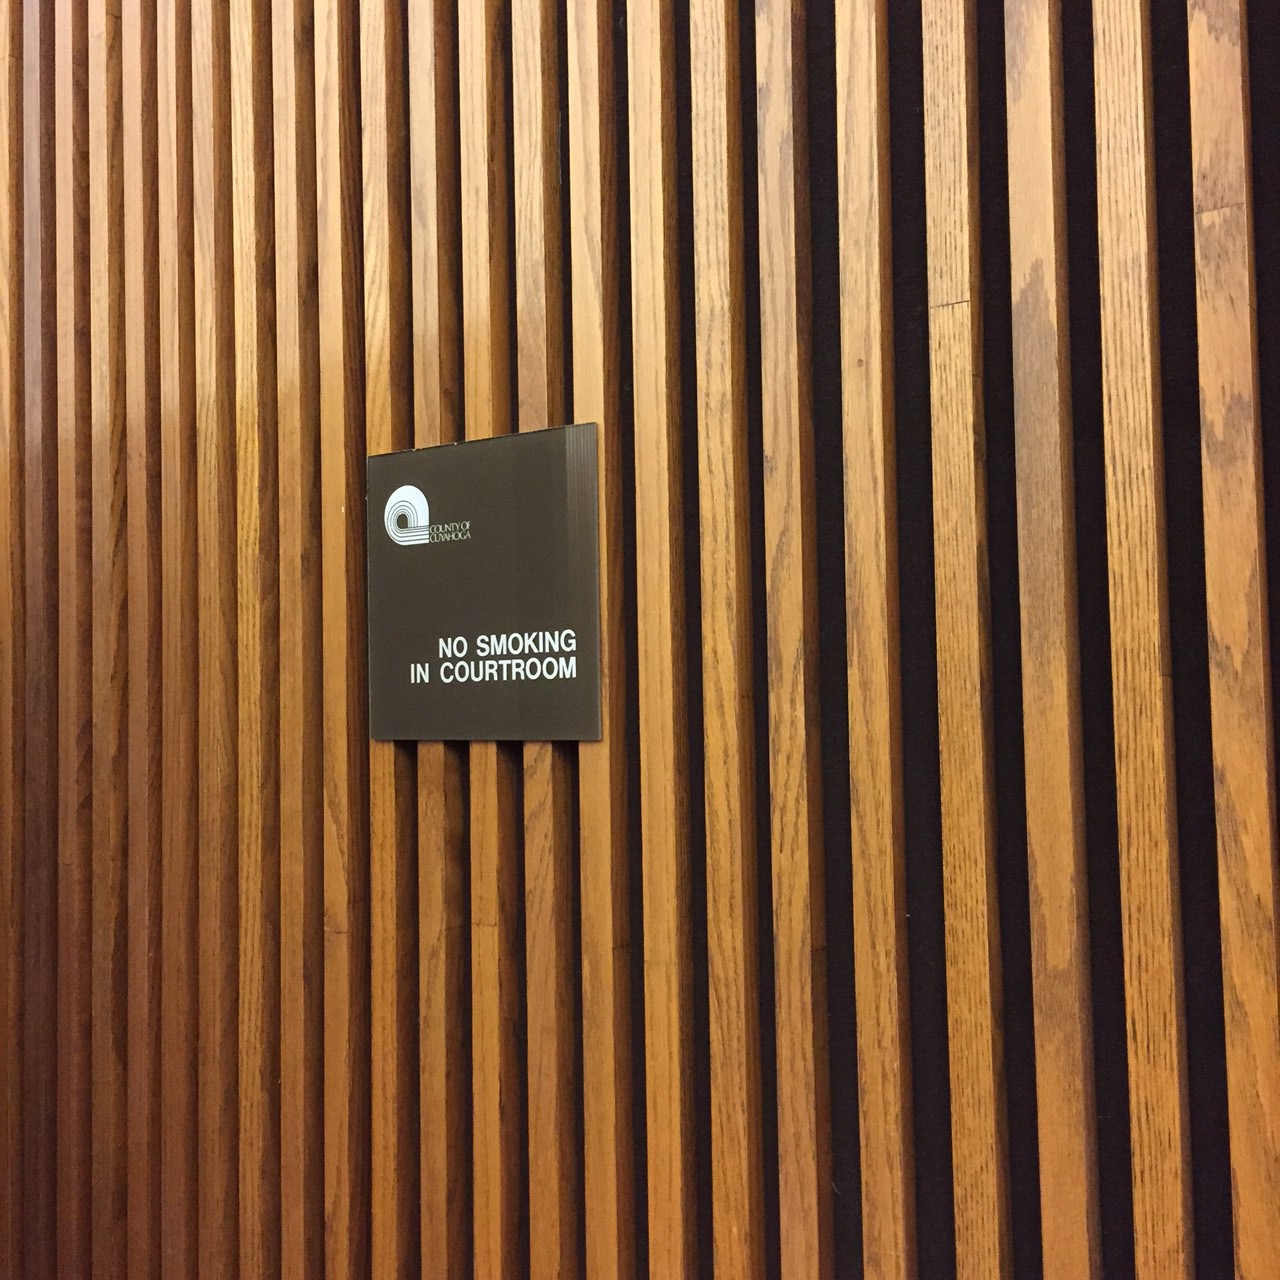 COUNTY OF
CUYAHOGA
NO SMOKING
IN COURTROOM